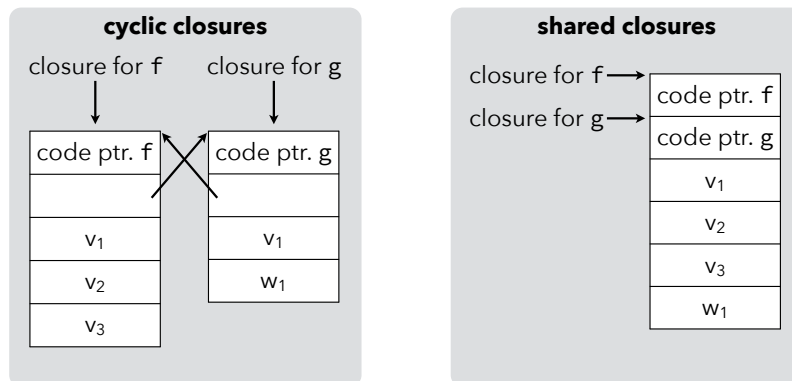 cyclic closures
closure for f
closure for g
code ptr. f
v₁
v₂
v₃
code ptr. g
v₁
w₁
shared closures
closure for f
closure for g
code ptr. f
code ptr. g
v₁
v₂
v₃
w₁